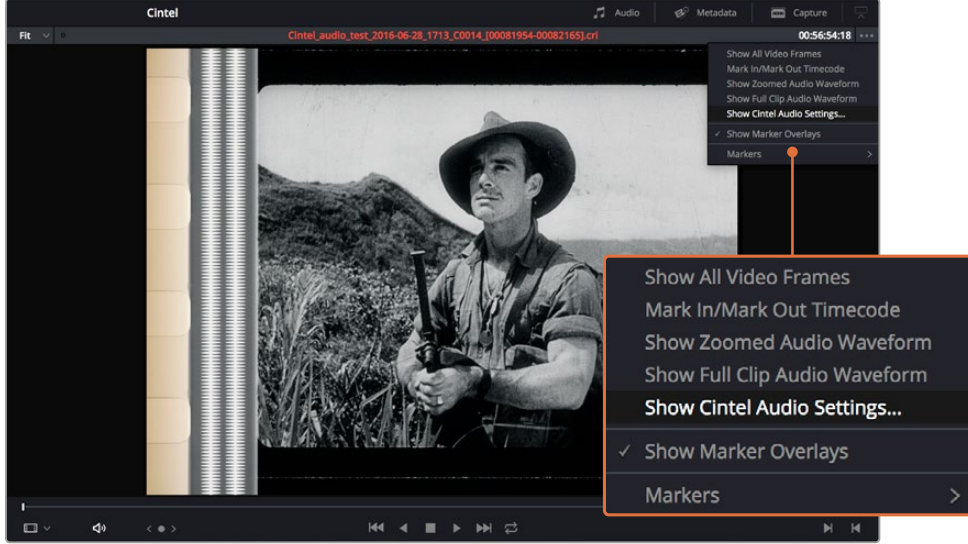 Cintel
Audio
Metadata
Capture
Fit
Cintel_audio_test_2016-06-28_1713_C0014_[00081954-00082165].cri
00:56:54:18
Show All Video Frames
Mark In/Mark Out Timecode
Show Zoomed Audio Waveform
Show Full Clip Audio Waveform
Show Cintel Audio Settings...
Show Marker Overlays
Markers
Show All Video Frames
Mark In/Mark Out Timecode
Show Zoomed Audio Waveform
Show Full Clip Audio Waveform
Show Cintel Audio Settings...
Show Marker Overlays
Markers